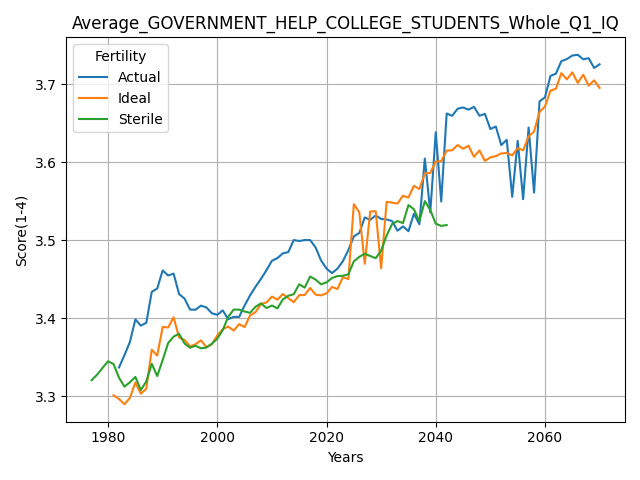 Average_GOVERNMENT_HELP_COLLEGE_STUDENTS_Whole_Q1_IQ
Fertility
Actual
Ideal
Sterile
3.7
3.6
3.5
3.4
3.3
Score(1-4)
1980
2000
2020
2040
2060
Years